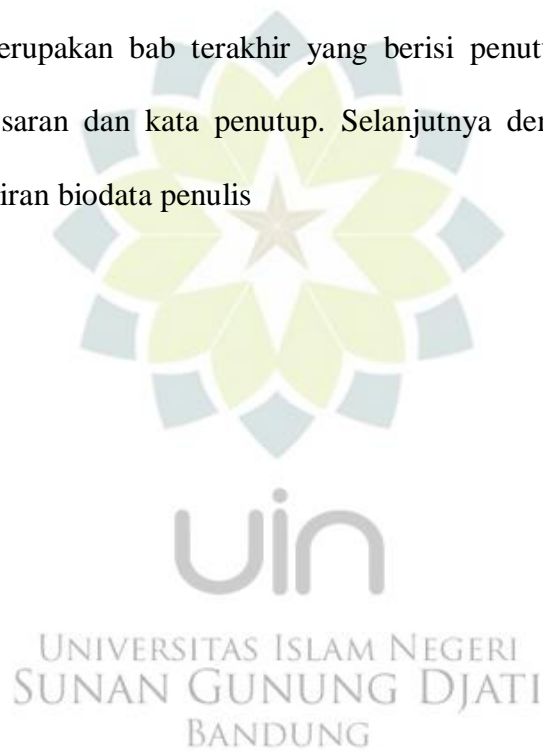 erupakan bab terakhir yang berisi penut
saran dan kata penutup. Selanjutnya der
iran biodata penulis
uin
UNIVERSITAS ISLAM NEGERI
SUNAN GUNUNG DJATI
BANDUNG